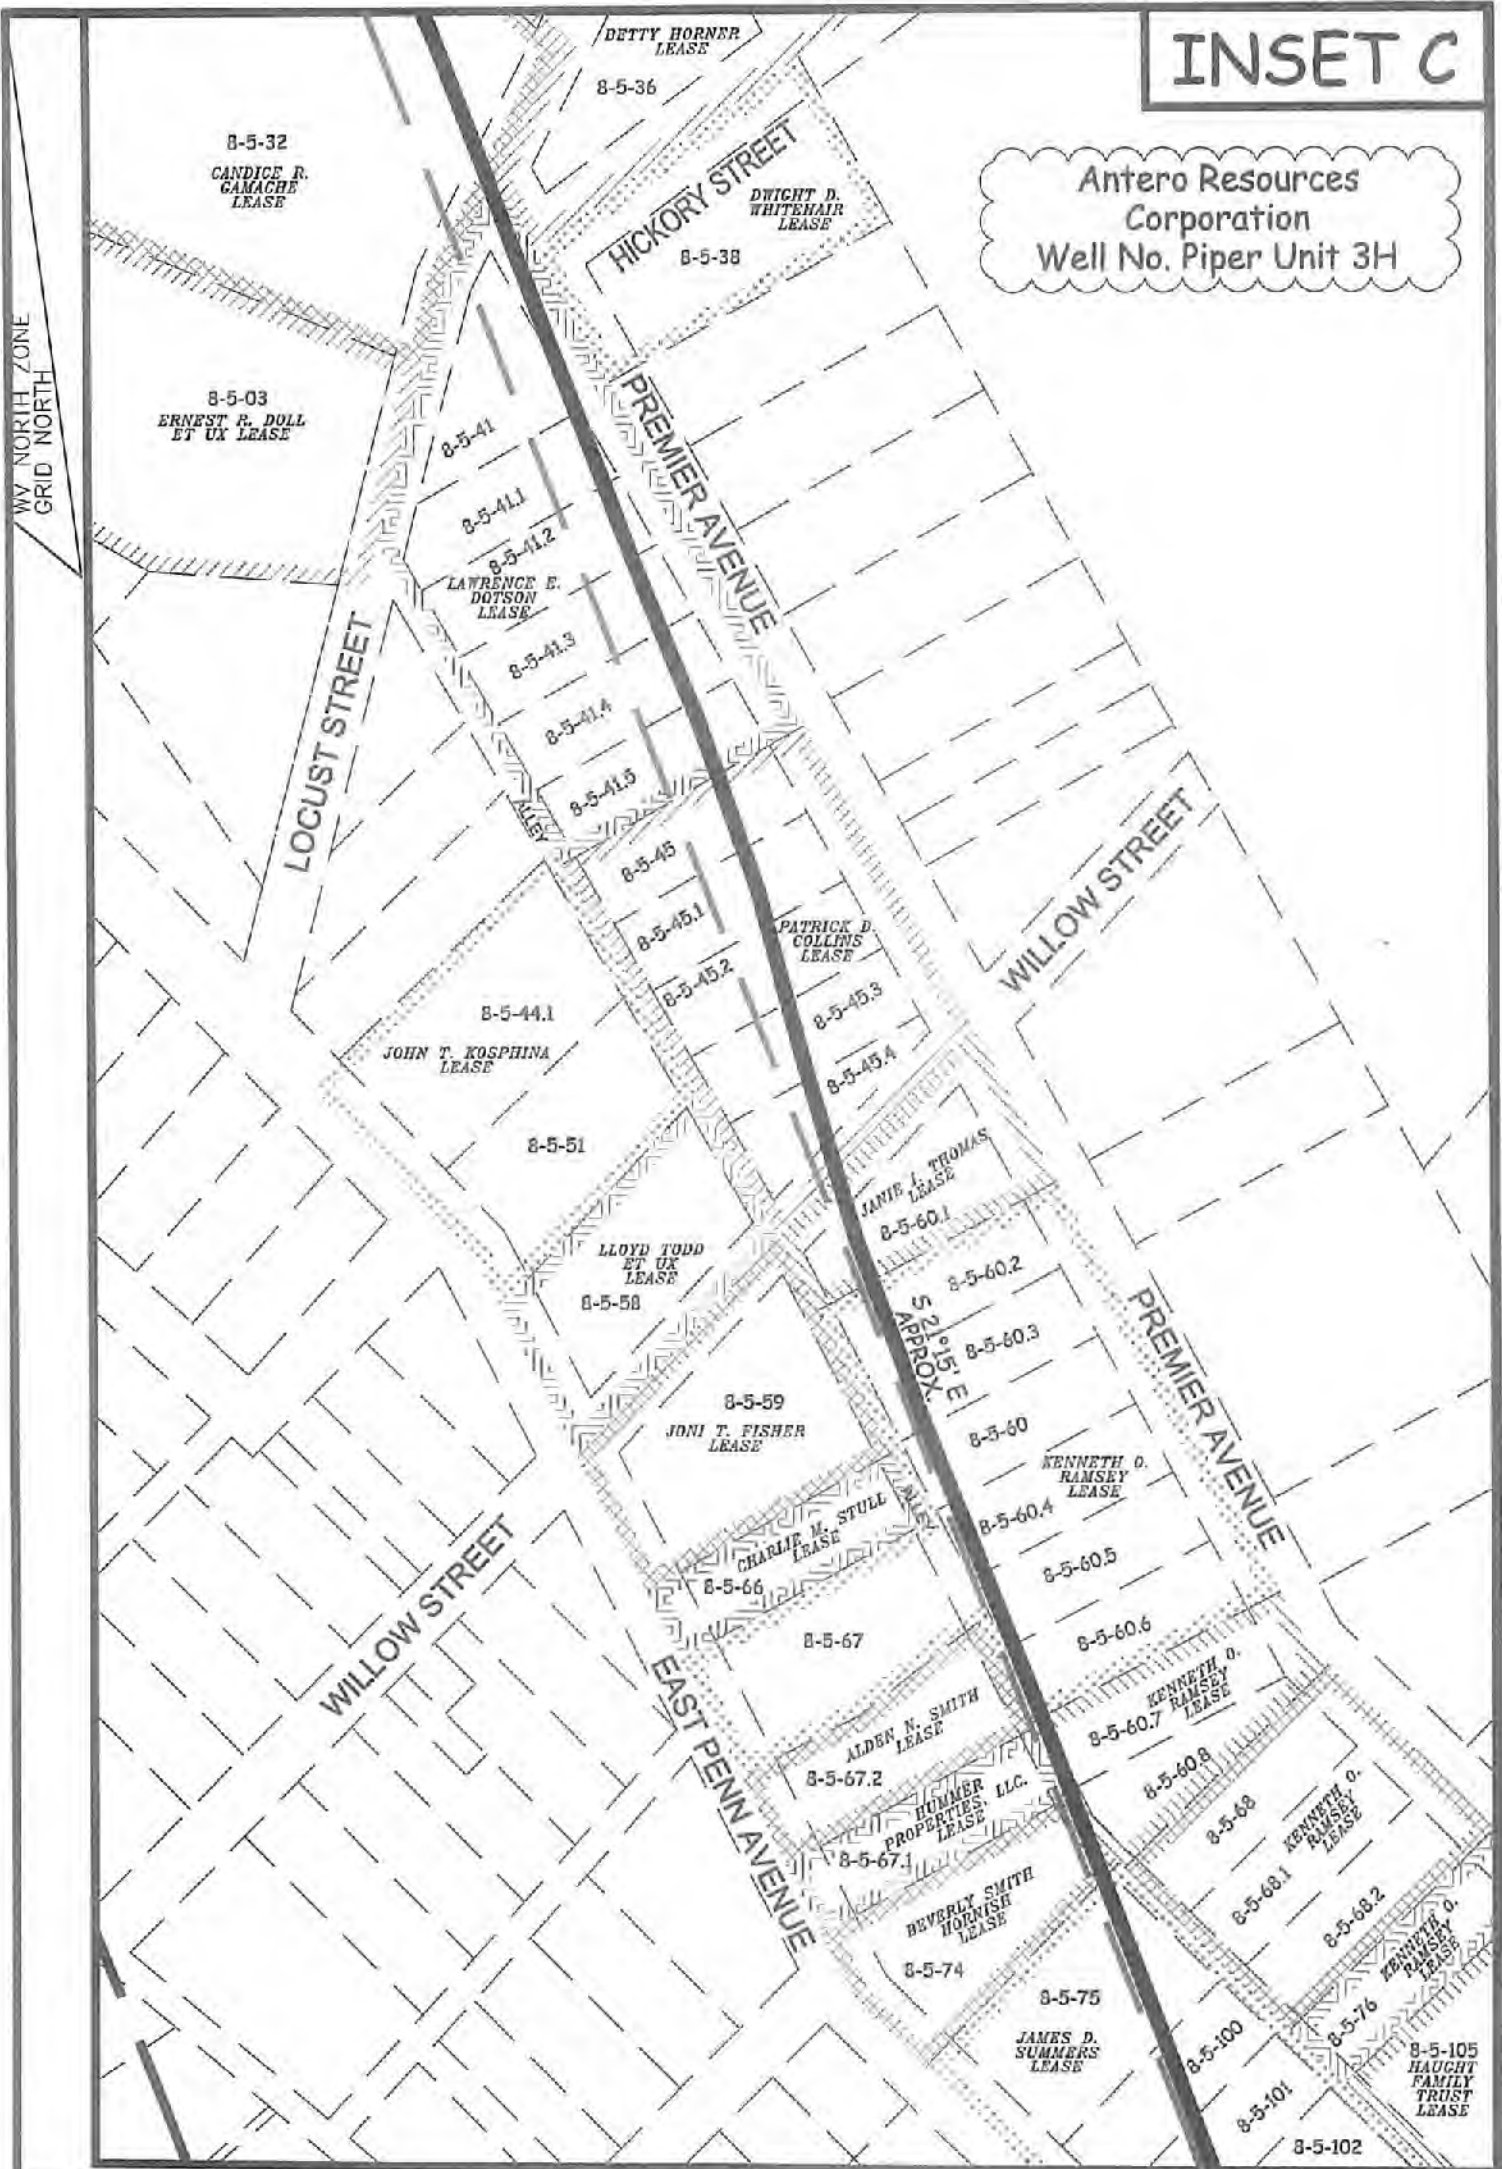 INSET C
Antero Resources
Corporation
Well No. Piper Unit 3H
WV NORTH ZONE
GRID NORTH
BETTY HORNER
LEASE
8-5-36
8-5-32
CANDICE R.
GAMACHE
LEASE
HICKORY STREET
DWIGHT D.
WHITEHAIR
LEASE
8-5-38
8-5-03
ERNEST R. DOLL
ET UX LEASE
PREMIER AVENUE
8-5-41
8-5-41.1
8-5-41.2
LAWRENCE E.
DOTSON
LEASE
8-5-41.3
8-5-41.4
8-5-41.5
LOCUST STREET
ALLEY
8-5-45
8-5-45.1
8-5-45.2
PATRICK D.
COLLINS
LEASE
8-5-45.3
8-5-45.4
WILLOW STREET
8-5-44.1
JOHN T. KOSPHINA
LEASE
8-5-51
JANIE L. THOMAS
LEASE
8-5-60.1
LLOYD TODD
ET UX
LEASE
8-5-58
8-5-60.2
S 21°15' E
APPROX.
8-5-60.3
PREMIER AVENUE
8-5-59
JONI T. FISHER
LEASE
8-5-60
KENNETH O.
RAMSEY
LEASE
8-5-60.4
8-5-60.5
8-5-60.6
CHARLIE M. STULL
LEASE
ALLEY
8-5-66
WILLOW STREET
8-5-67
EAST PENN AVENUE
ALDEN N. SMITH
LEASE
8-5-67.2
KENNETH O.
RAMSEY
LEASE
8-5-60.7
8-5-60.8
HUMMER
PROPERTIES, LLC.
LEASE
8-5-67.1
8-5-68
KENNETH O.
RAMSEY
LEASE
8-5-68.1
8-5-68.2
BEVERLY SMITH
HORNISH
LEASE
8-5-74
KENNETH O.
RAMSEY
LEASE
8-5-76
8-5-75
JAMES D.
SUMMERS
LEASE
8-5-100
8-5-101
8-5-102
8-5-105
HAUGHT
FAMILY
TRUST
LEASE